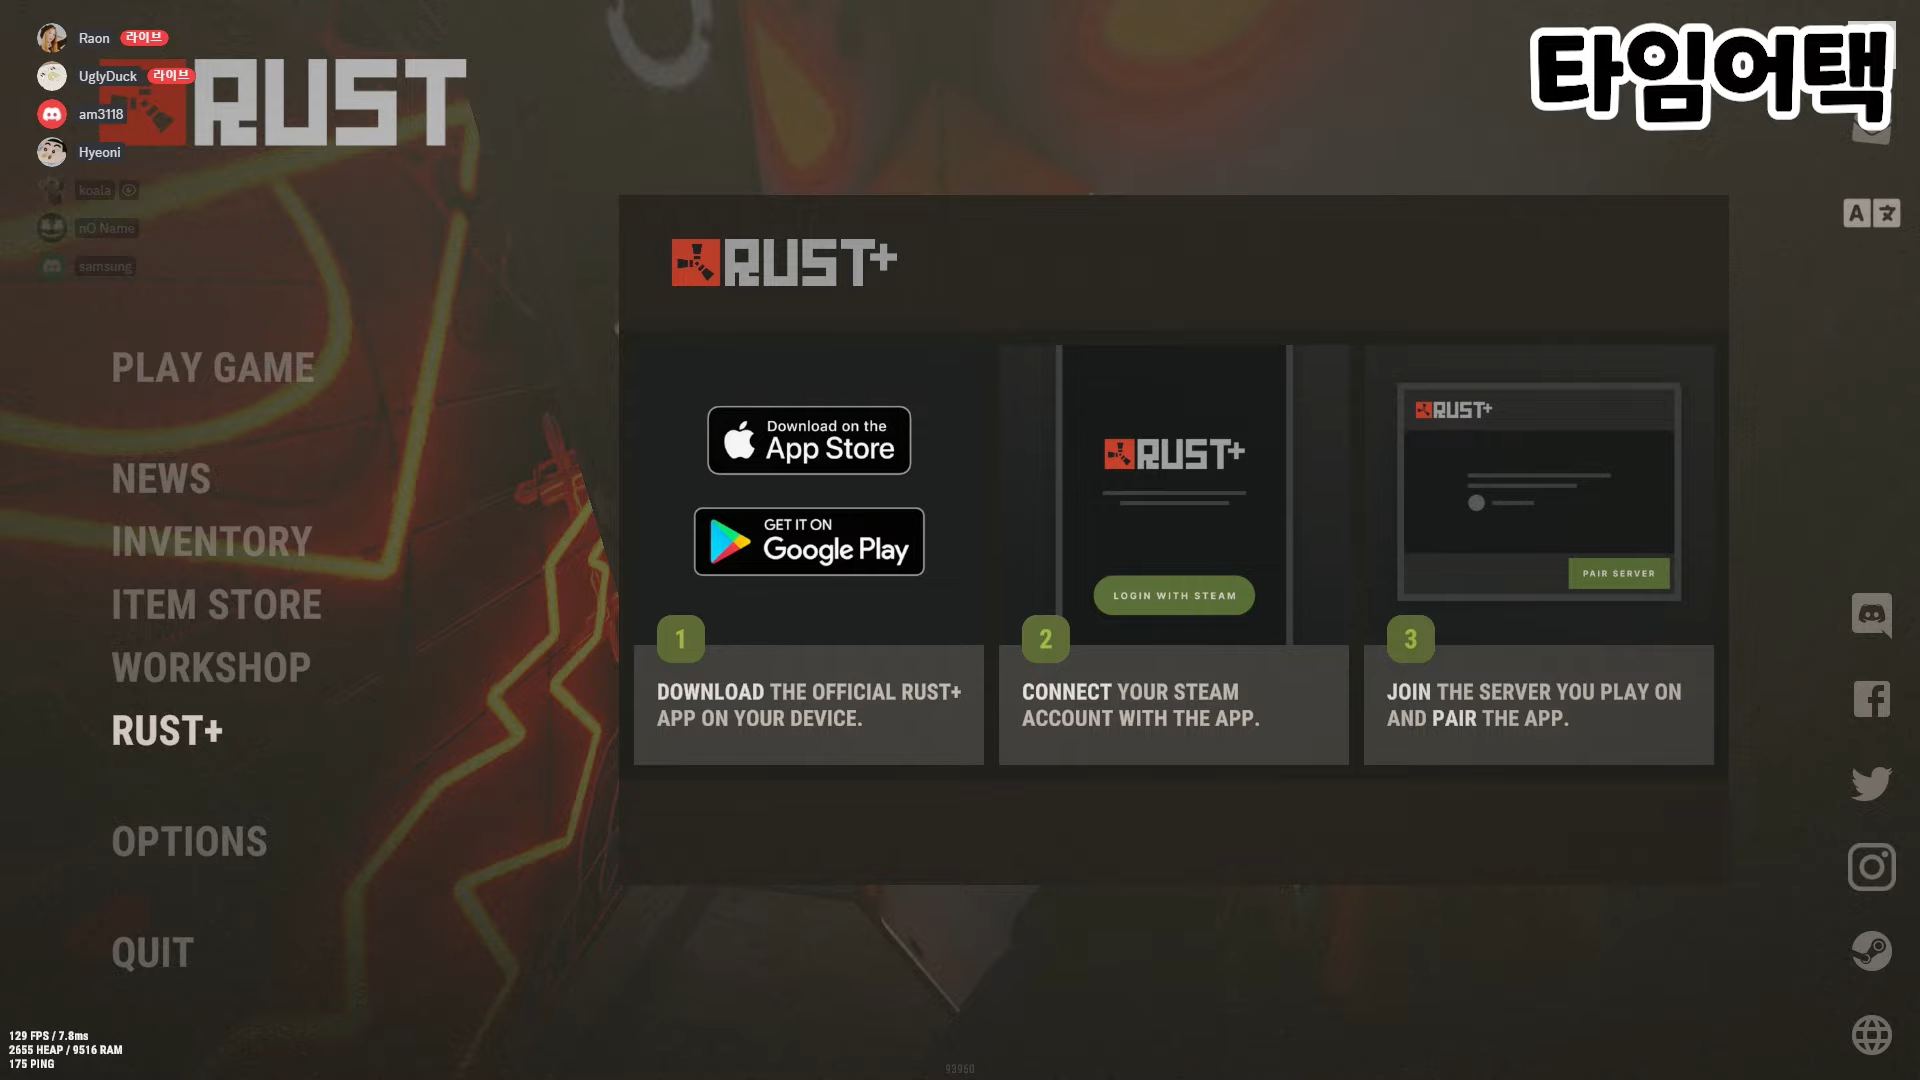 Raon 라이브
UglyDuck 라이브
am3118
Hyeoni
koala
nO Name
samsung
RUST
타임어택
PLAY GAME
NEWS
INVENTORY
ITEM STORE
WORKSHOP
RUST+
OPTIONS
QUIT
RUST+
Download on the
App Store
GET IT ON
Google Play
1
DOWNLOAD THE OFFICIAL RUST+
APP ON YOUR DEVICE.
RUST+
LOGIN WITH STEAM
2
CONNECT YOUR STEAM
ACCOUNT WITH THE APP.
RUST+
PAIR SERVER
3
JOIN THE SERVER YOU PLAY ON
AND PAIR THE APP.
A文
129 FPS / 7.8ms
2655 HEAP / 9516 RAM
175 PING
93950